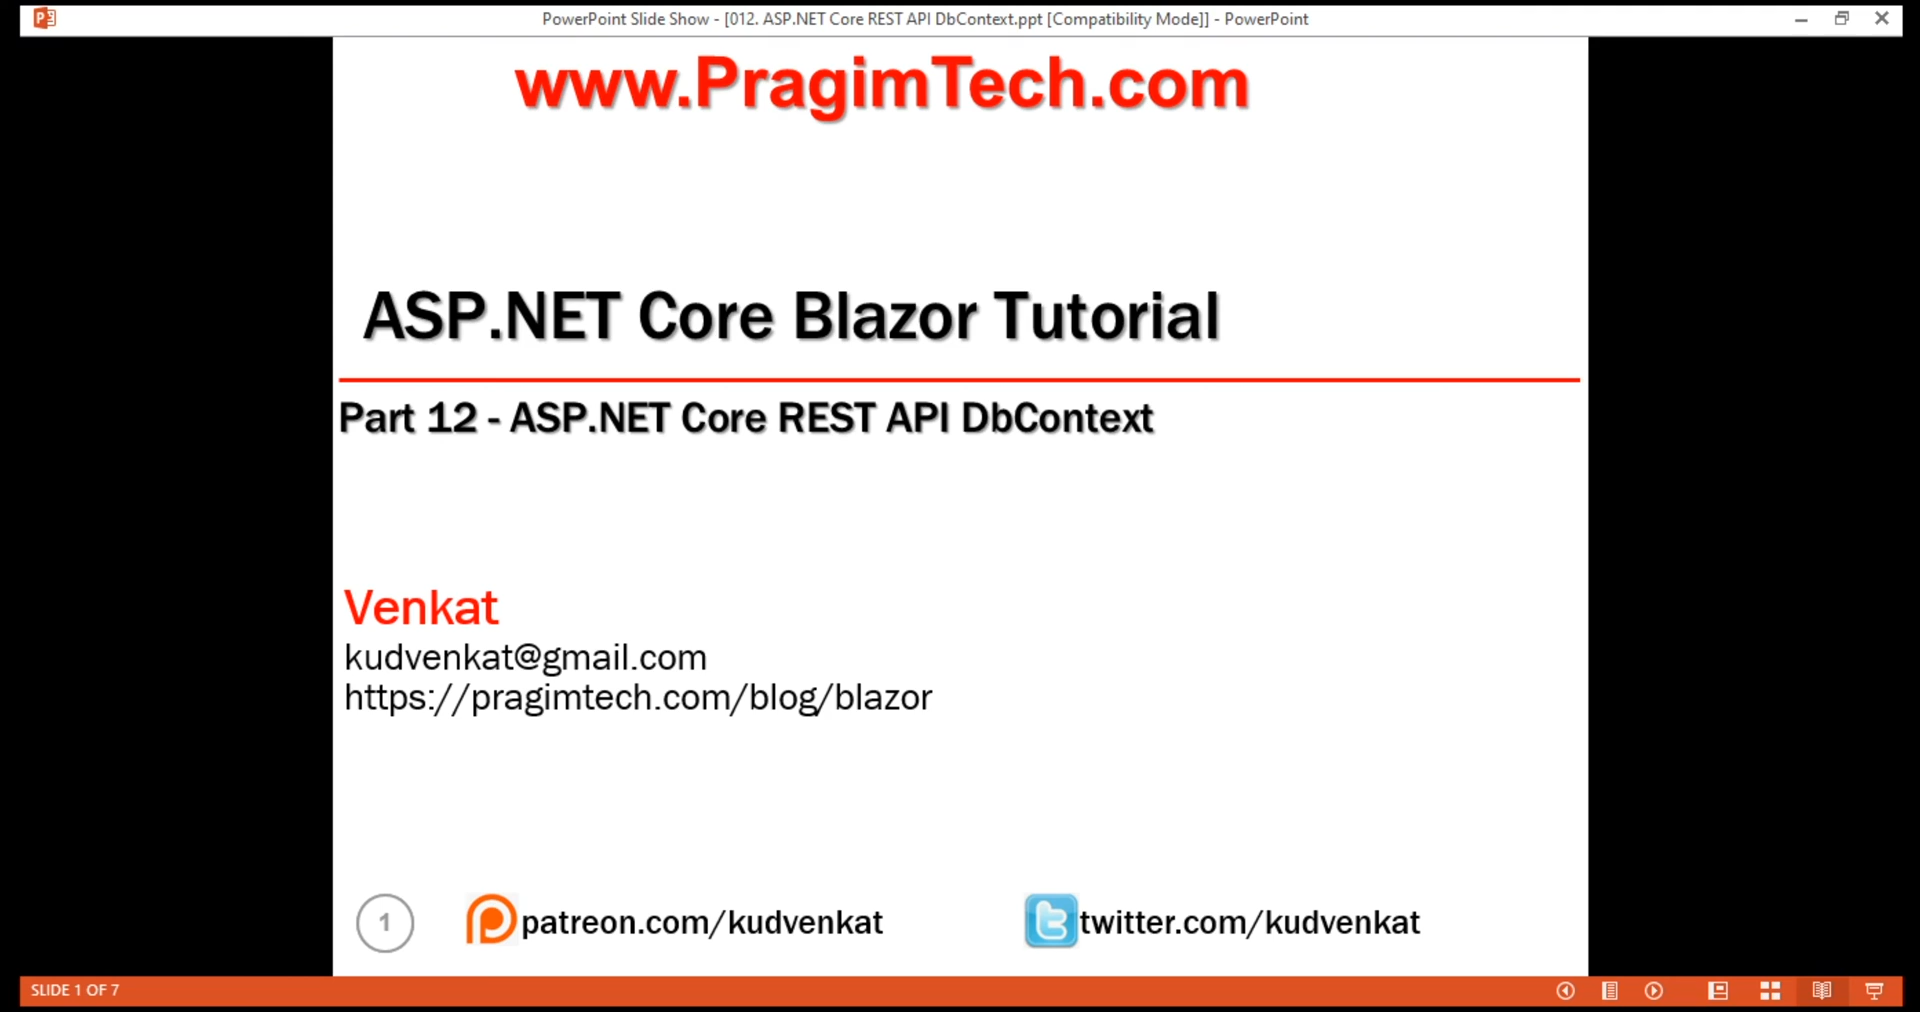 PowerPoint Slide Show - [012. ASP.NET Core REST API DbContext.ppt [Compatibility Mode]] - PowerPoint
www.PragimTech.com
ASP.NET Core Blazor Tutorial
Part 12 - ASP.NET Core REST API DbContext
Venkat
kudvenkat@gmail.com
https://pragimtech.com/blog/blazor
1
patreon.com/kudvenkat
twitter.com/kudvenkat
SLIDE 1 OF 7